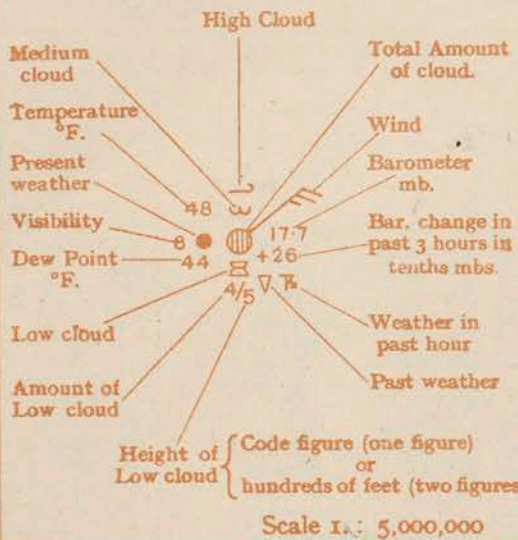 High Cloud
Medium
cloud
Total Amount
of cloud.
Temperature
°F.
Wind
Present
weather
Barometer
mb.
48
Visibility
8
17·7
Bar. change in
past 3 hours in
tenths mbs.
+26
Dew Point
°F.
44
4/5
Low cloud
Weather in
past hour
Amount of
Low cloud
Past weather
Height of
Low cloud
Code figure (one figure)
or
hundreds of feet (two figures
Scale 1.: 5,000,000